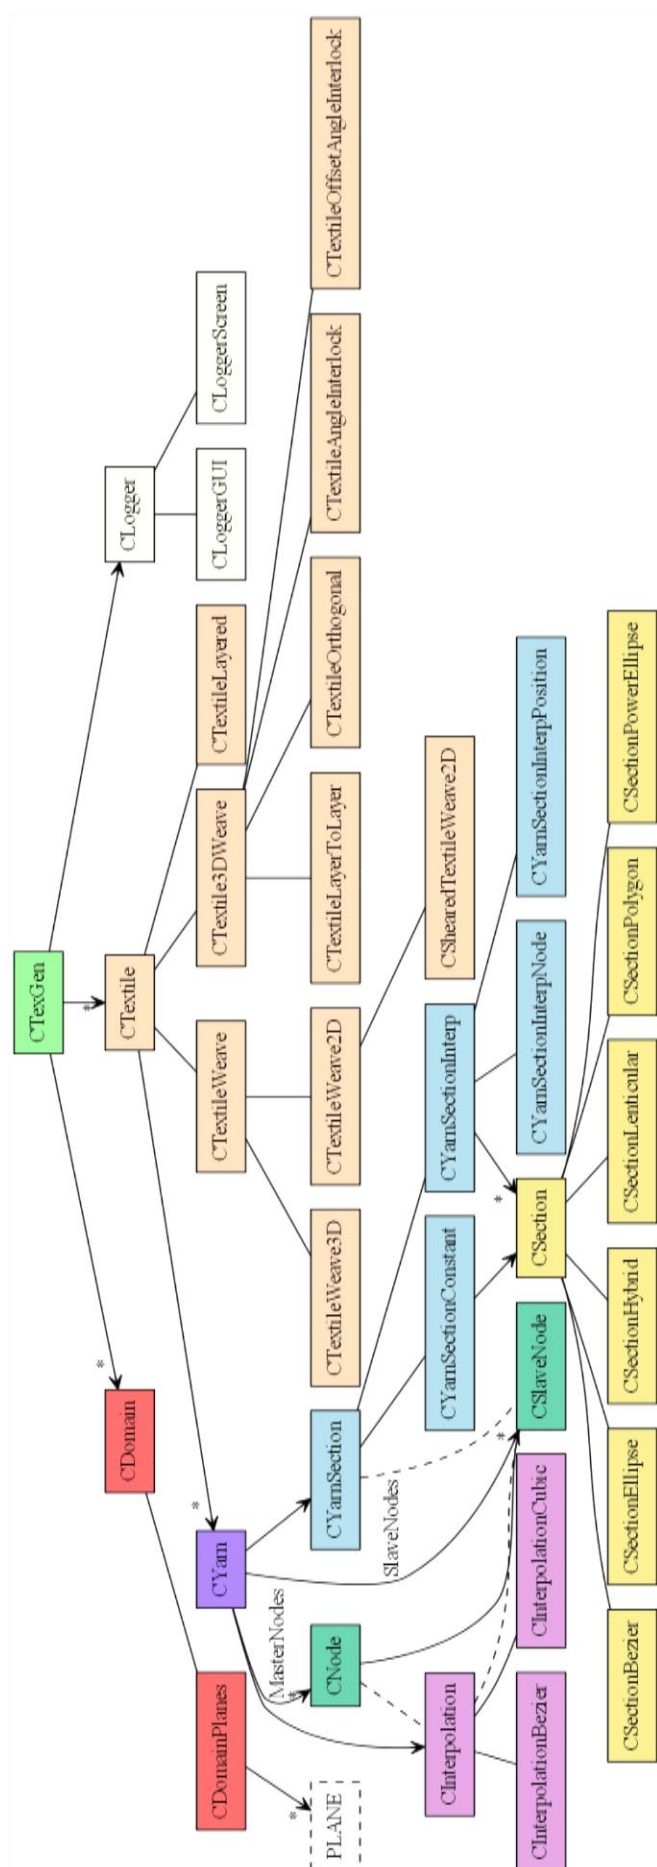 CTexGen
*
*
CDomain
CTextile
CLogger
*
CDomainPlanes
CYarn
CTextileWeave
CTextile3DWeave
CTextileLayered
CLoggerGUI
CLoggerScreen
MasterNodes
*
*
PLANE
CNode
CYarnSection
CTextileWeave3D
CTextileWeave2D
CTextileLayerToLayer
CTextileOrthogonal
CTextileAngleInterlock
CTextileOffsetAngleInterlock
SlaveNodes
CInterpolation
CYarnSectionConstant
CYarnSectionInterp
CShearedTextileWeave2D
*
*
CInterpolationBezier
CInterpolationCubic
CSlaveNode
CSection
CYarnSectionInterpNode
CYarnSectionInterpPosition
CSectionBezier
CSectionEllipse
CSectionHybrid
CSectionLenticular
CSectionPolygon
CSectionPowerEllipse